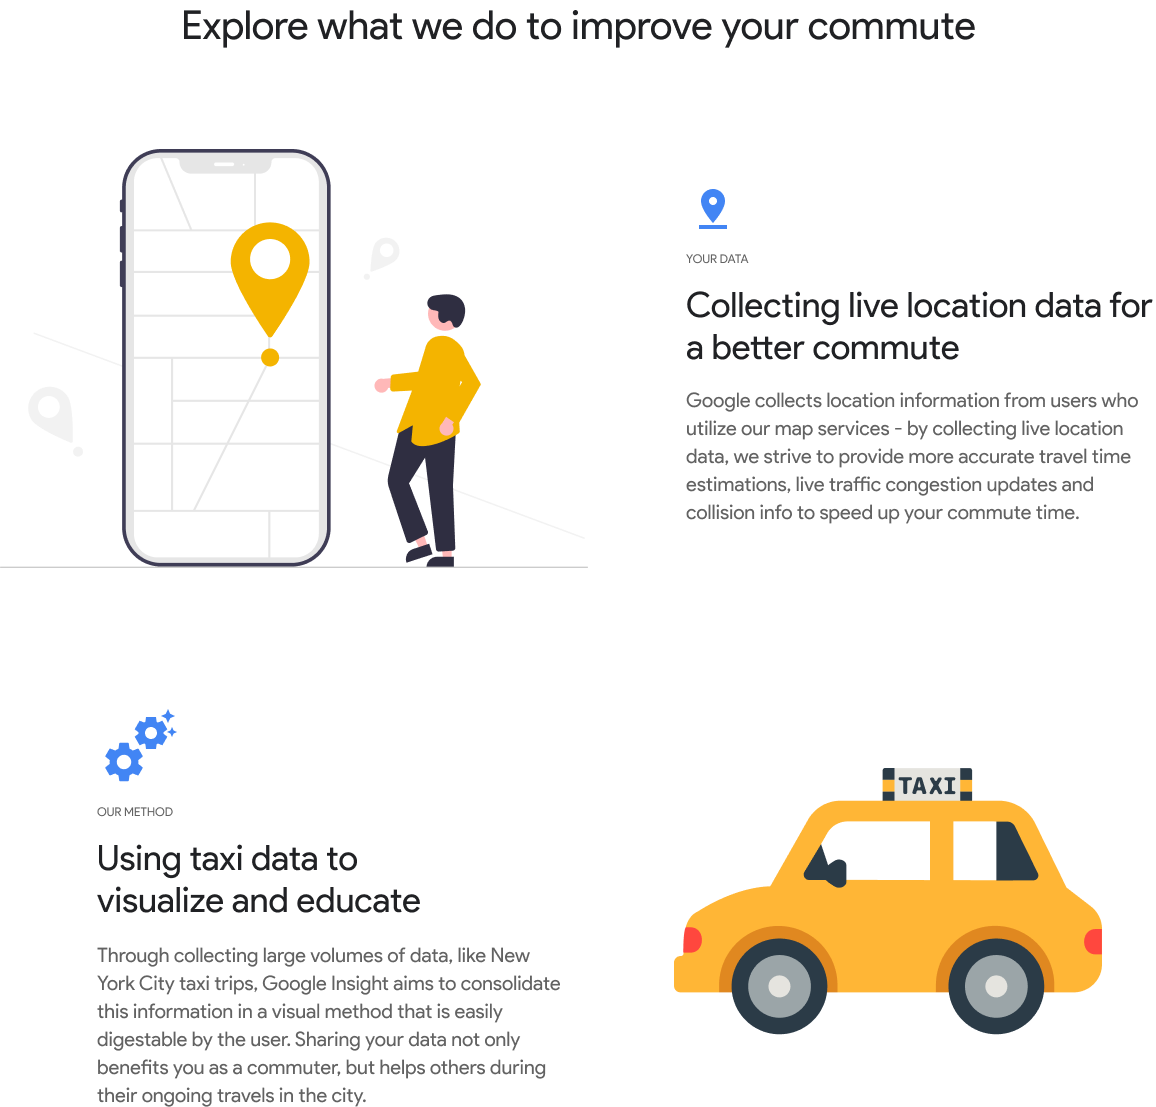 Explore what we do to improve your commute
YOUR DATA
Collecting live location data for
a better commute
Google collects location information from users who
utilize our map services - by collecting live location
data, we strive to provide more accurate travel time
estimations, live traffic congestion updates and
collision info to speed up your commute time.
OUR METHOD
Using taxi data to
visualize and educate
Through collecting large volumes of data, like New
York City taxi trips, Google Insight aims to consolidate
this information in a visual method that is easily
digestable by the user. Sharing your data not only
benefits you as a commuter, but helps others during
their ongoing travels in the city.
TAXI